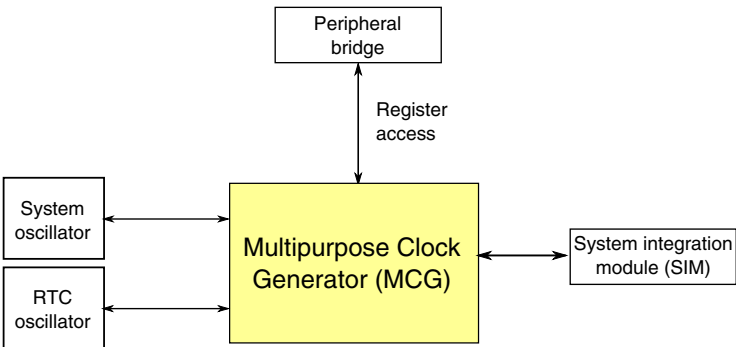 Peripheral
bridge
Register
access
System
oscillator
Multipurpose Clock
Generator (MCG)
System integration
module (SIM)
RTC
oscillator